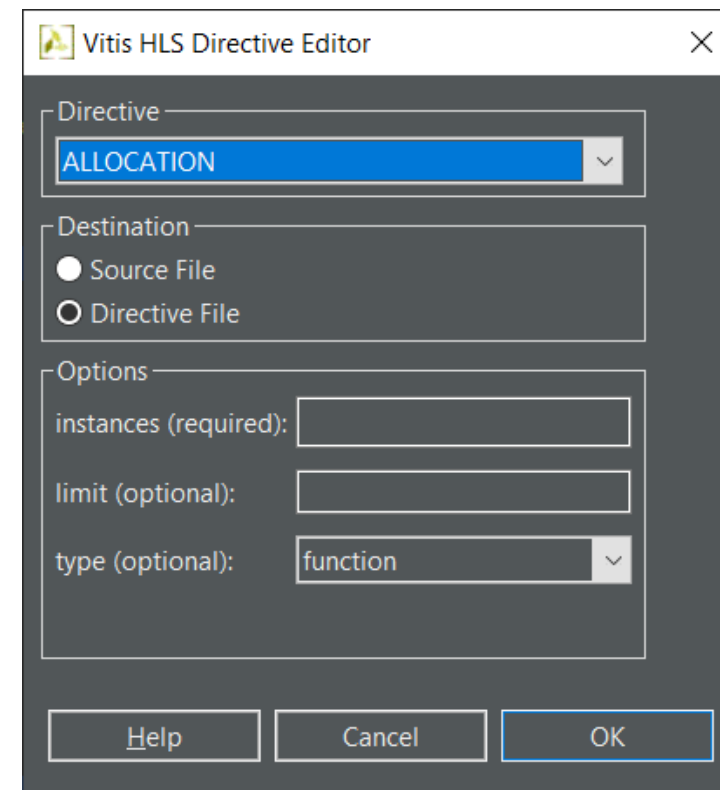 Vitis HLS Directive Editor
Directive
ALLOCATION
Destination
Source File
Directive File
Options
instances (required):
limit (optional):
type (optional): function
Help Cancel OK